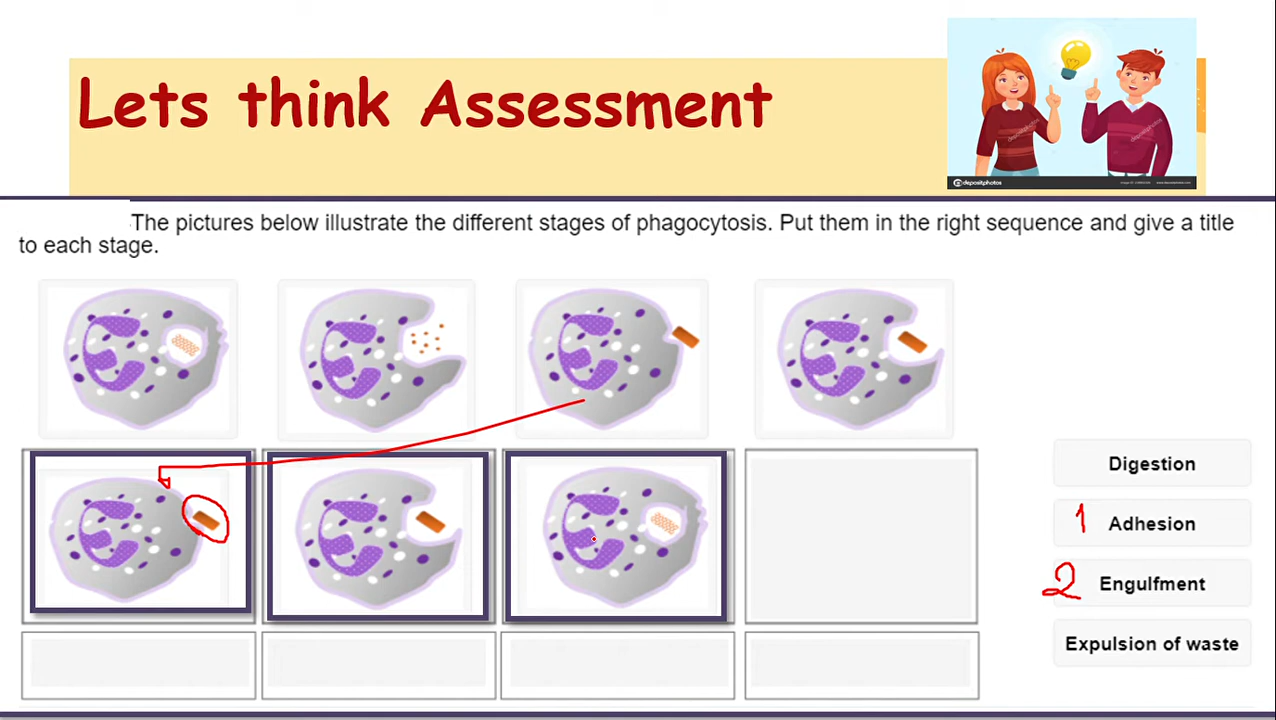 Lets think Assessment
depositphotos
The pictures below illustrate the different stages of phagocytosis. Put them in the right sequence and give a title
to each stage.
Digestion
1 Adhesion
2 Engulfment
Expulsion of waste